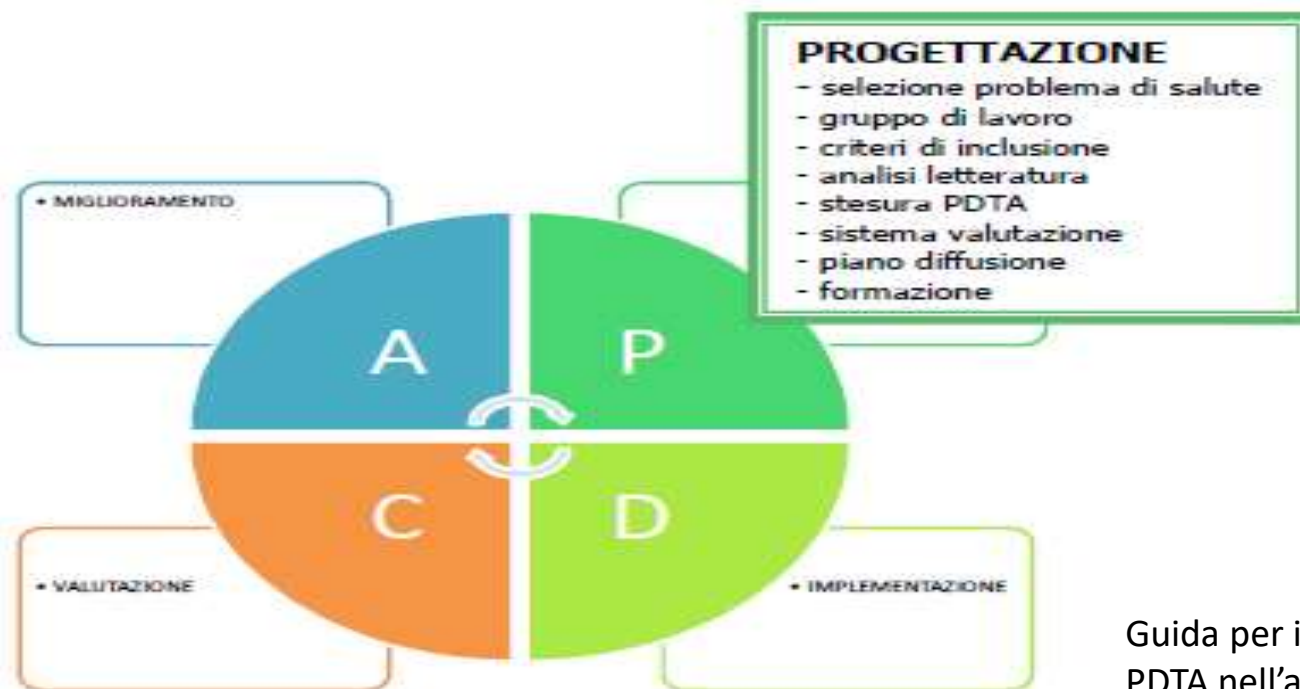 PROGETTAZIONE
- selezione problema di salute
- gruppo di lavoro
- criteri di inclusione
- analisi letteratura
- stesura PDTA
- sistema valutazione
- piano diffusione
- formazione
• MIGLIORAMENTO
A P
C D
• VALUTAZIONE
• IMPLEMENTAZIONE
Guida per i
PDTA nell'a